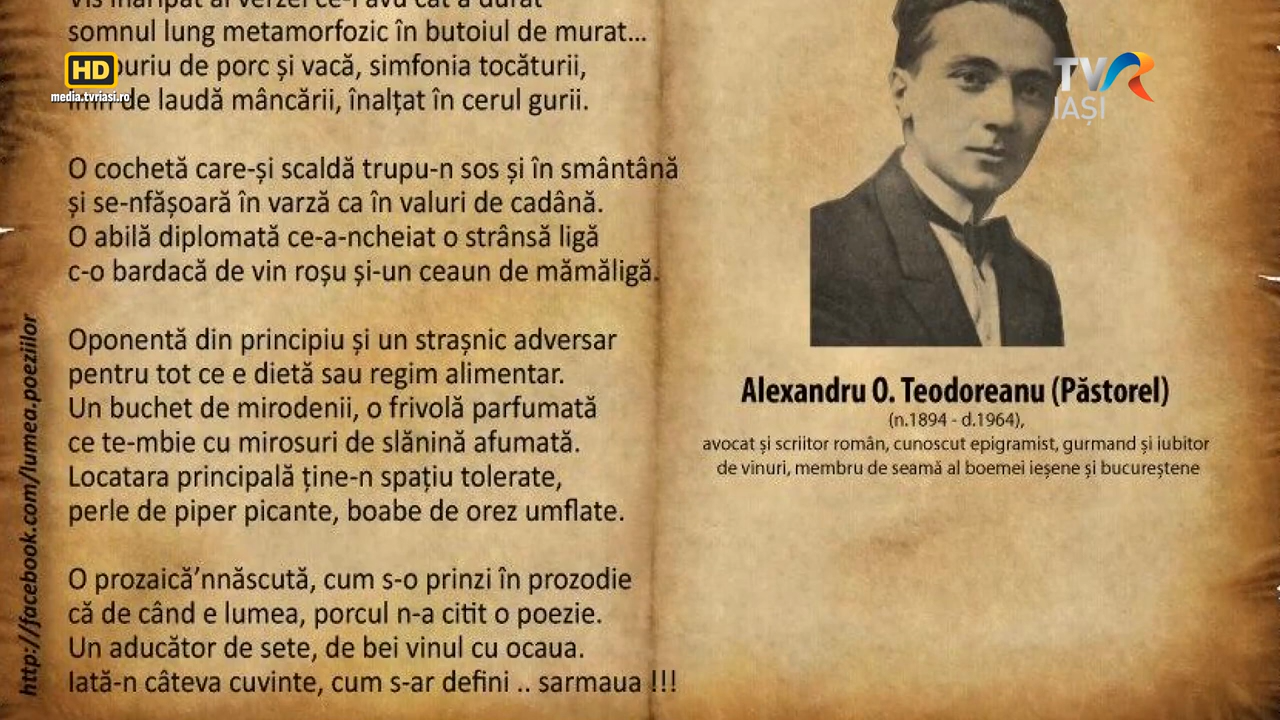 somnul lung metamorfozic în butoiul de murat...
de porc și vacă, simfonia tocăturii,
de laudă mâncării, înalțat în cerul gurii.
O cochetă care-și scaldă trupu-n sos și în smântână
și se-nfășoară în varză ca în valuri de cadână.
O abilă diplomată ce-a-ncheiat o strânsă ligă
c-o bardacă de vin roșu și-un ceaun de mămăligă.
Oponentă din principiu și un strașnic adversar
pentru tot ce e dietă sau regim alimentar.
Un buchet de mirodenii, o frivolă parfumată
ce te-mbie cu mirosuri de slănină afumată.
Locatara principală ține-n spațiu tolerate,
perle de piper picante, boabe de orez umflate.
O prozaică’nnăscută, cum s-o prinzi în prozodie
că de când e lumea, porcul n-a citit o poezie.
Un aducător de sete, de bei vinul cu ocaua.
Iată-n câteva cuvinte, cum s-ar defini .. sarmaua !!!
http://facebook.com/lumea.poeziilor
HD
media.tvriasi.ro
TVR
IAȘI
Alexandru O. Teodoreanu (Păstorel)
(n.1894 - d.1964),
avocat și scriitor român, cunoscut epigramist, gurmand și iubitor
de vinuri, membru de seamă al boemei ieșene și bucureștene